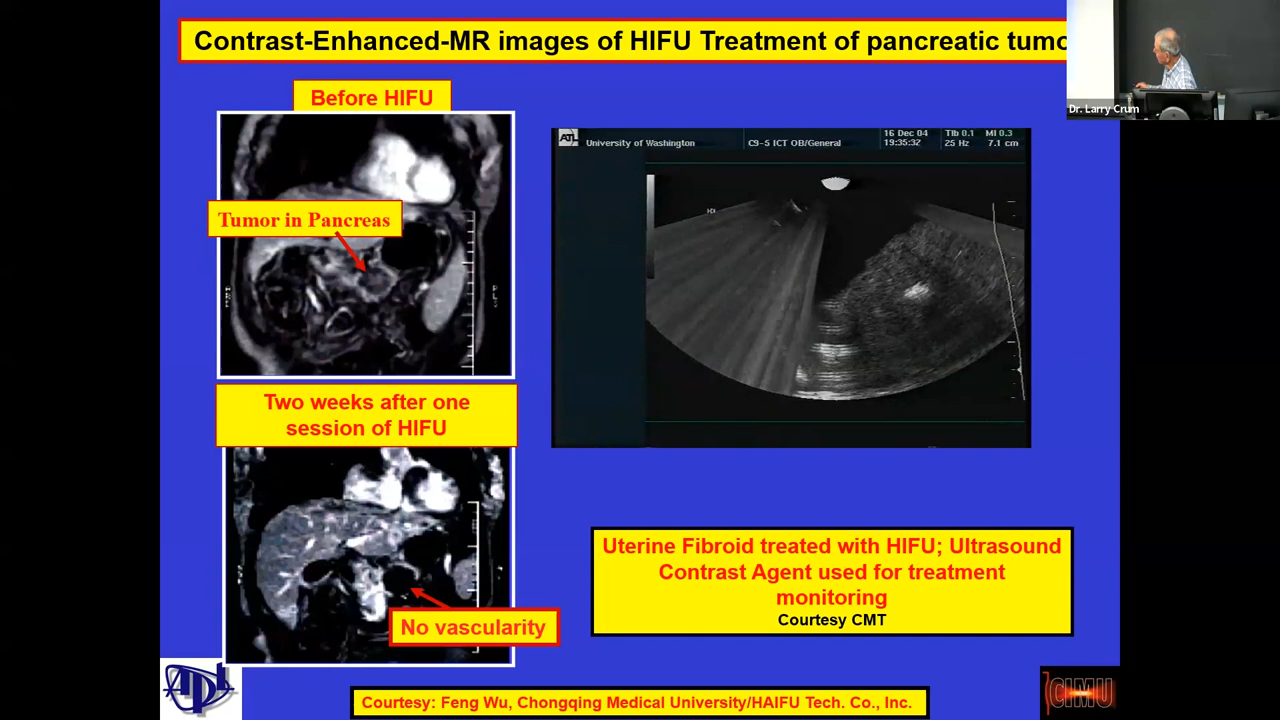 Contrast-Enhanced-MR images of HIFU Treatment of pancreatic tumo
Dr. Larry Crum
Before HIFU
Tumor in Pancreas
Two weeks after one
session of HIFU
No vascularity
ATL
University of Washington
C9-5 ICT OB/General
16 Dec 04
19:35:32
TIb 0.1
MI 0.3
25 Hz
7.1 cm
Uterine Fibroid treated with HIFU; Ultrasound
Contrast Agent used for treatment
monitoring
Courtesy CMT
APL
Courtesy: Feng Wu, Chongqing Medical University/HAIFU Tech. Co., Inc.
CIMU